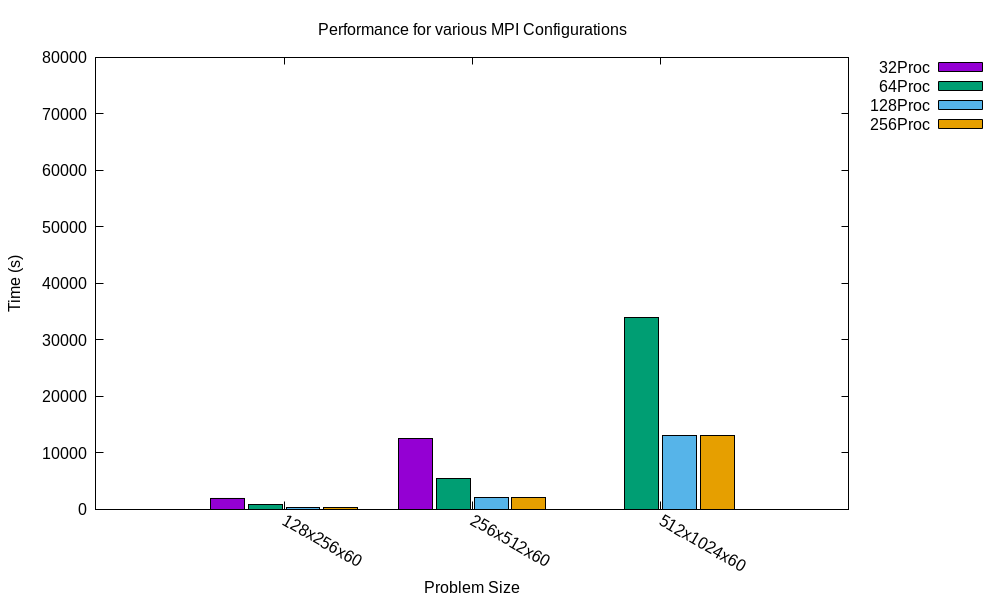 Performance for various MPI Configurations
80000
70000
60000
50000
40000
30000
20000
10000
0
Time (s)
128x256x60
256x512x60
512x1024x60
Problem Size
32Proc
64Proc
128Proc
256Proc